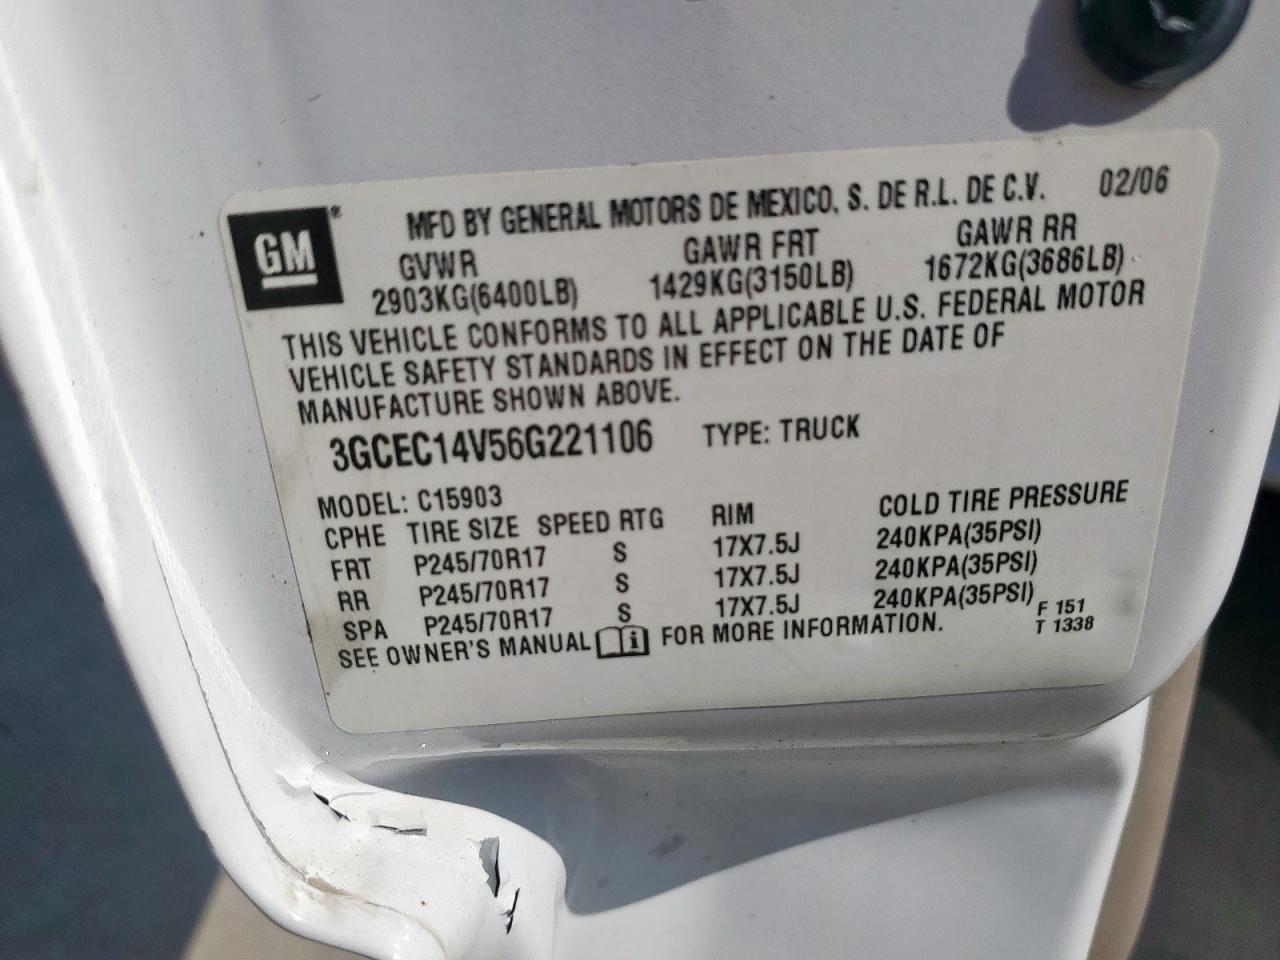 GM ® MFD BY GENERAL MOTORS DE MEXICO, S. DE R.L. DE C.V. 02/06
GVWR GAWR FRT GAWR RR
2903KG(6400LB) 1429KG(3150LB) 1672KG(3686LB)
THIS VEHICLE CONFORMS TO ALL APPLICABLE U.S. FEDERAL MOTOR
VEHICLE SAFETY STANDARDS IN EFFECT ON THE DATE OF
MANUFACTURE SHOWN ABOVE.
3GCEC14V56G221106 TYPE: TRUCK
MODEL: C15903
CPHE TIRE SIZE SPEED RTG RIM COLD TIRE PRESSURE
FRT P245/70R17 S 17X7.5J 240KPA(35PSI)
RR P245/70R17 S 17X7.5J 240KPA(35PSI)
SPA P245/70R17 S 17X7.5J 240KPA(35PSI)
SEE OWNER'S MANUAL i FOR MORE INFORMATION.
F 151
T 1338